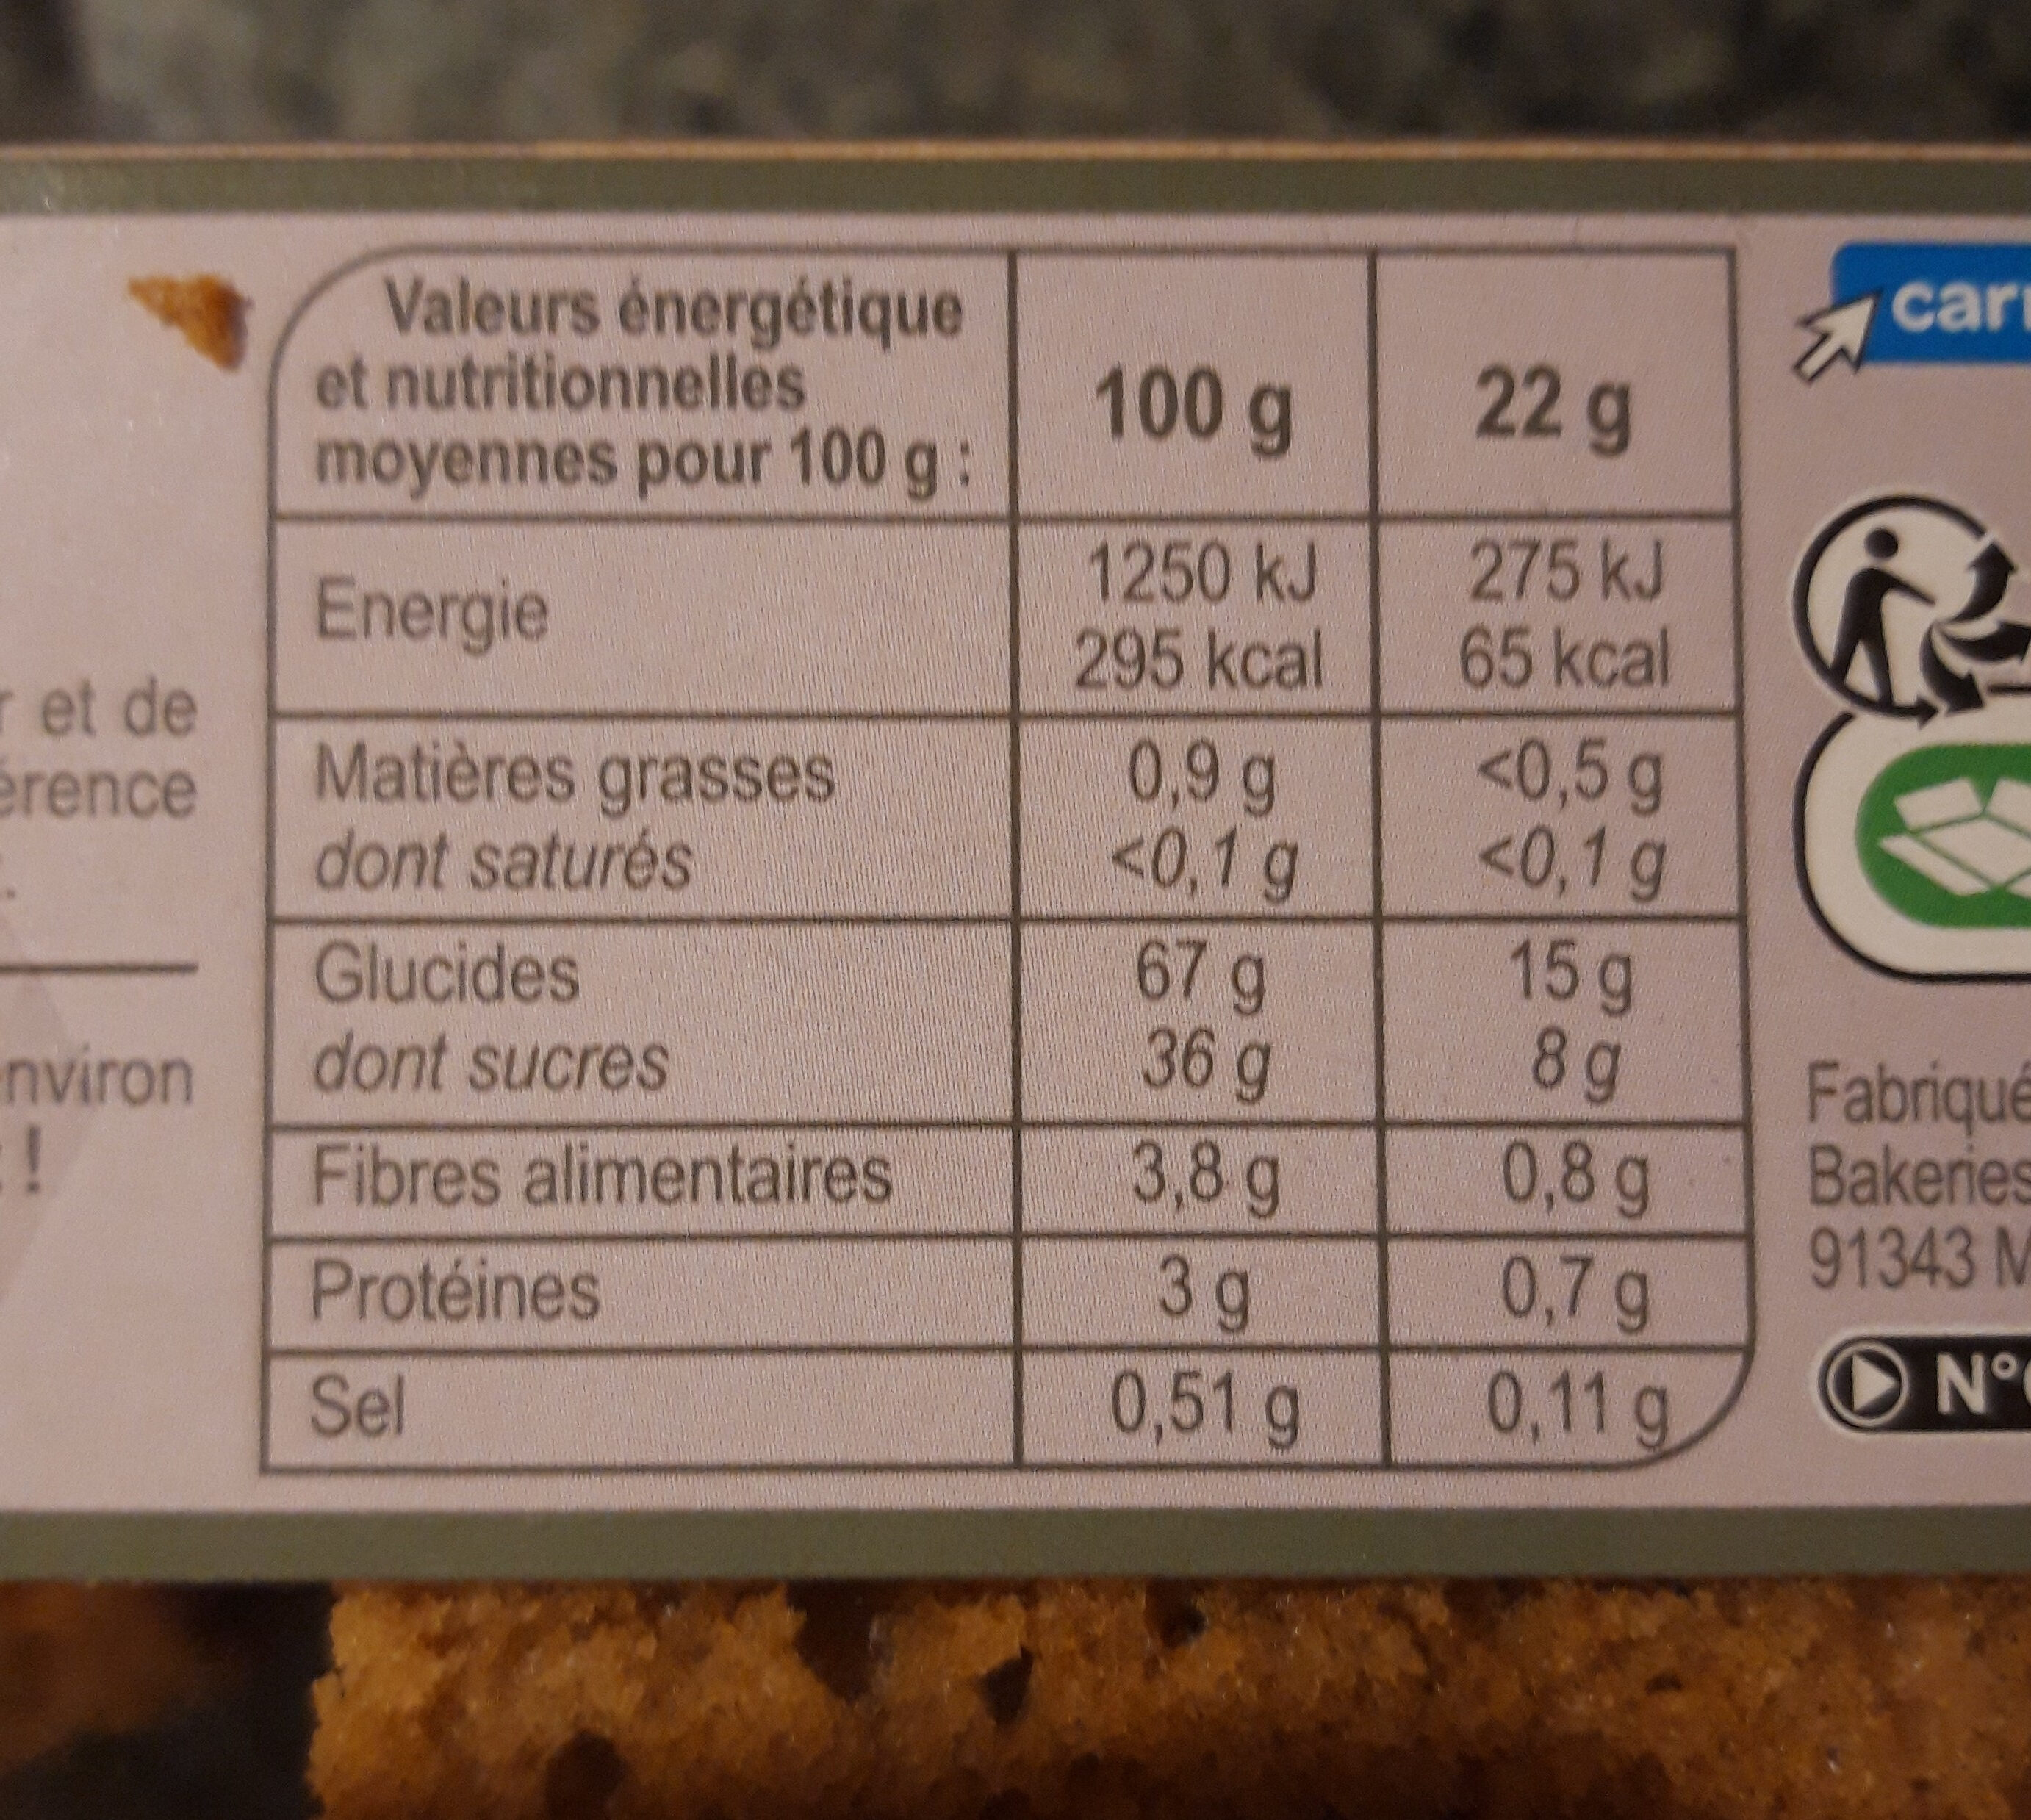 et de
Valeurs énergétique
et nutritionnelles
moyennes pour 100 g :
100 g
22 g
Energie
1250 kJ
275 kJ
295 kcal
65 kcal
Matières grasses
0,9 g
<0,5 g
dont saturés
<0,1 g
<0,1 g
Glucides
67 g
15 g
dont sucres
36 g
8 g
Fibres alimentaires
3,8 g
0,8 g
Protéines
3 g
0,7 g
Sel
0,51 g
0,11 g
Fabriqué
Bakeries
91343 M
N°